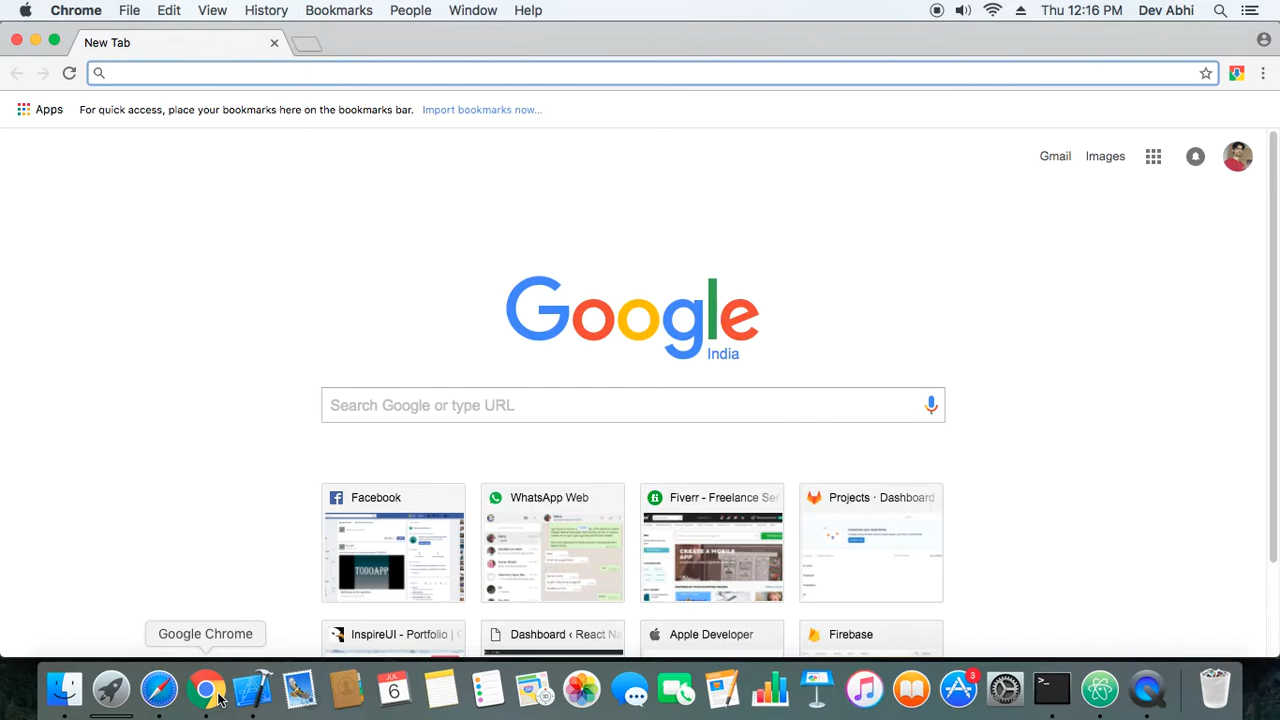 Chrome File Edit View History Bookmarks People Window Help Thu 12:16 PM Dev Abhi
New Tab
Apps For quick access, place your bookmarks here on the bookmarks bar. Import bookmarks now...
Gmail Images
Google
India
Search Google or type URL
Facebook WhatsApp Web Fiverr - Freelance Ser Projects · Dashboard
TODOAPP CREATE A MOBILE APP
InspireUI - Portfolio | Dashboard ‹ React Na Apple Developer Firebase
Google Chrome
JUL
6
3